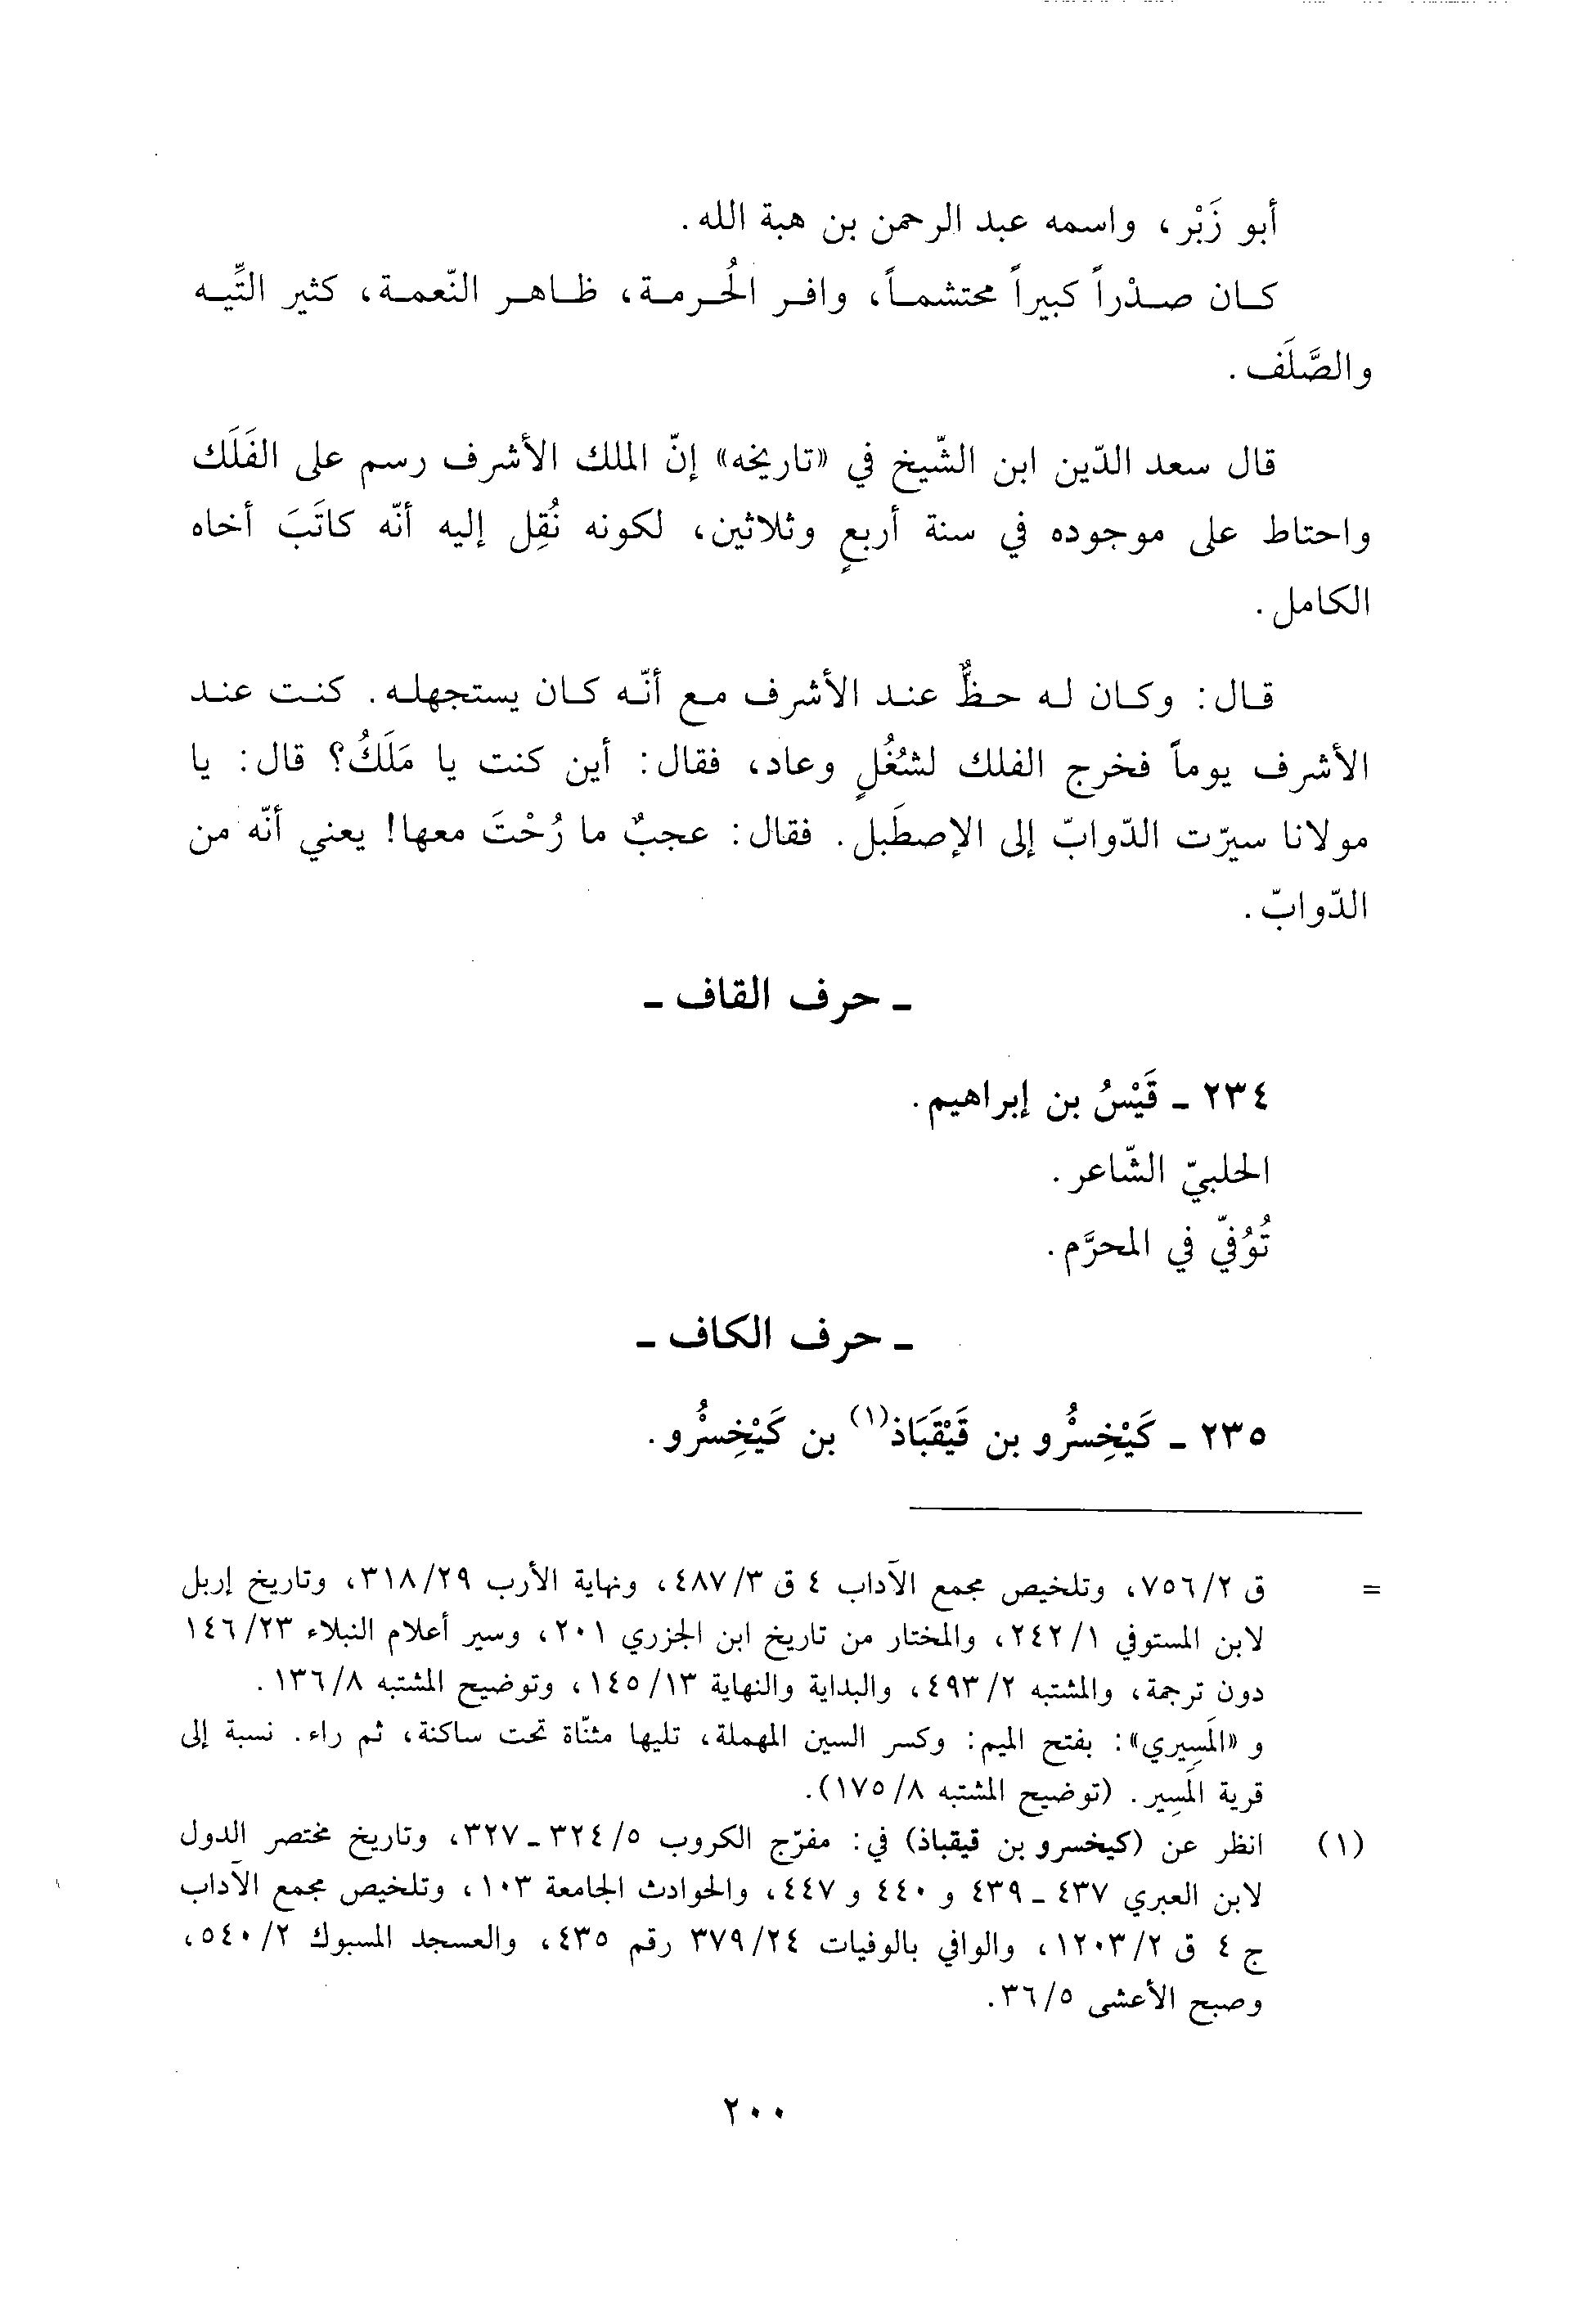 أبو زَبْر، واسمه عبد الرحمن بن هبة الله.
كان صدْراً كبيراً محتشماً، وافر الحُرمة، ظاهر النّعمة، كثير التِّيه
والصَّلَف.
قال سعد الدّين ابن الشّيخ في «تاريخه» إنّ الملك الأشرف رسم على الفَلَك
واحتاط على موجوده في سنة أربعٍ وثلاثين، لكونه نُقِل إليه أنّه كاتَبَ أخاه
الكامل.
قال: وكان له حظٌّ عند الأشرف مع أنّه كان يستجهله. كنت عند
الأشرف يوماً فخرج الفلك لشُغُلٍ وعاد، فقال: أين كنت يا مَلَكُ؟ قال: يا
مولانا سيرّت الدّوابّ إلى الإصطَبل. فقال: عجبٌ ما رُحْتَ معها! يعني أنّه من
الدّوابّ.
ـ حرف القاف ـ
٢٣٤ ـ قَيْسُ بن إبراهيم.
الحلبيّ الشّاعر.
تُوُفّي في المحرَّم.
ـ حرف الكاف ـ
٢٣٥ ـ كَيْخِسْرُو بن قَيْقَبَاذ(١) بن كَيْخِسْرُو.
= ق ٢/٧٥٦، وتلخيص مجمع الآداب ٤ ق ٣/٤٨٧، ونهاية الأرب ٢٩/٣١٨، وتاريخ إربل
لابن المستوفي ١/٢٤٢، والمختار من تاريخ ابن الجزري ٢٠١، وسير أعلام النبلاء ٢٣/١٤٦
دون ترجمة، والمشتبه ٢/٤٩٣، والبداية والنهاية ١٣/١٤٥، وتوضيح المشتبه ٨/١٣٦.
و «المَسِيري»: بفتح الميم: وكسر السين المهملة، تليها مثنّاة تحت ساكنة، ثم راء. نسبة إلى
قرية المَسِير. (توضيح المشتبه ٨/١٧٥).
(١) انظر عن (كيخسرو بن قيقباذ) في: مفرّج الكروب ٥/٣٢٤ ـ ٣٢٧، وتاريخ مختصر الدول
لابن العبري ٤٣٧ ـ ٤٣٩ و ٤٤٠ و ٤٤٧، والحوادث الجامعة ١٠٣، وتلخيص مجمع الآداب
ج ٤ ق ٢/١٢٠٣، والوافي بالوفيات ٢٤/٣٧٩ رقم ٤٣٥، والعسجد المسبوك ٢/٥٤٠،
وصبح الأعشى ٥/٣٦.
٢٠٠